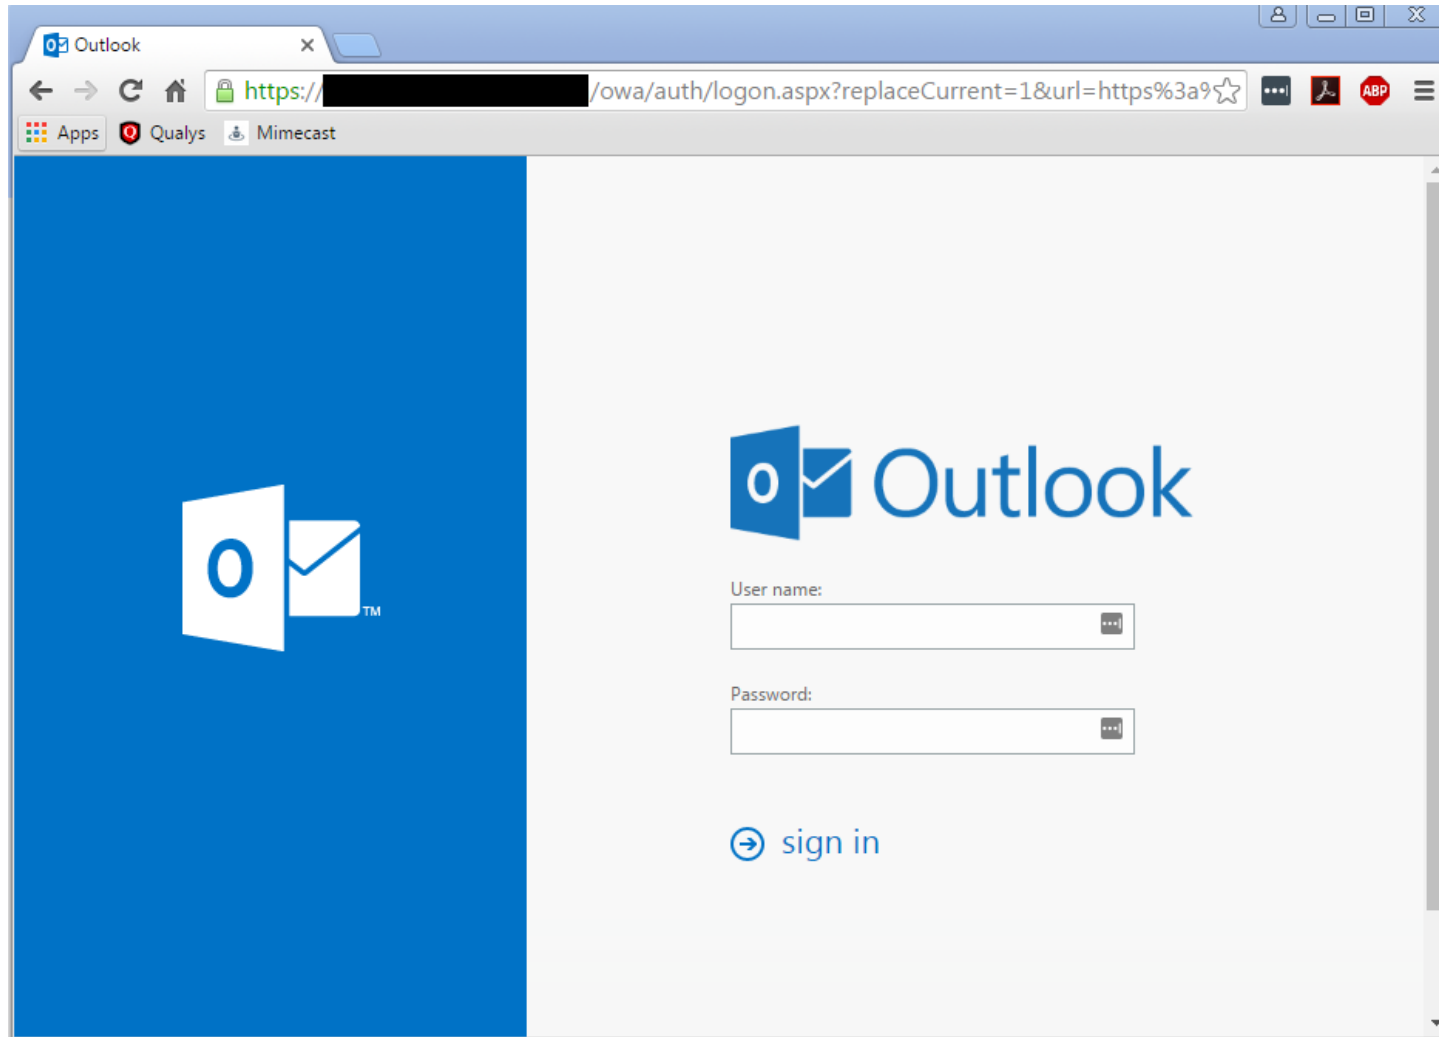 Outlook
https:// /owa/auth/logon.aspx?replaceCurrent=1&url=https%3a9
ABP
Apps Qualys Mimecast
Outlook
TM
User name:
Password:
sign in